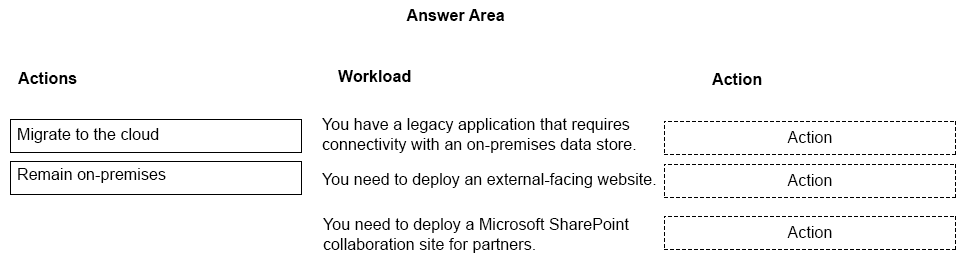 Answer Area
Actions
Workload
Action
Migrate to the cloud
Remain on-premises
You have a legacy application that requires
connectivity with an on-premises data store.
Action
You need to deploy an external-facing website.
Action
You need to deploy a Microsoft SharePoint
collaboration site for partners.
Action